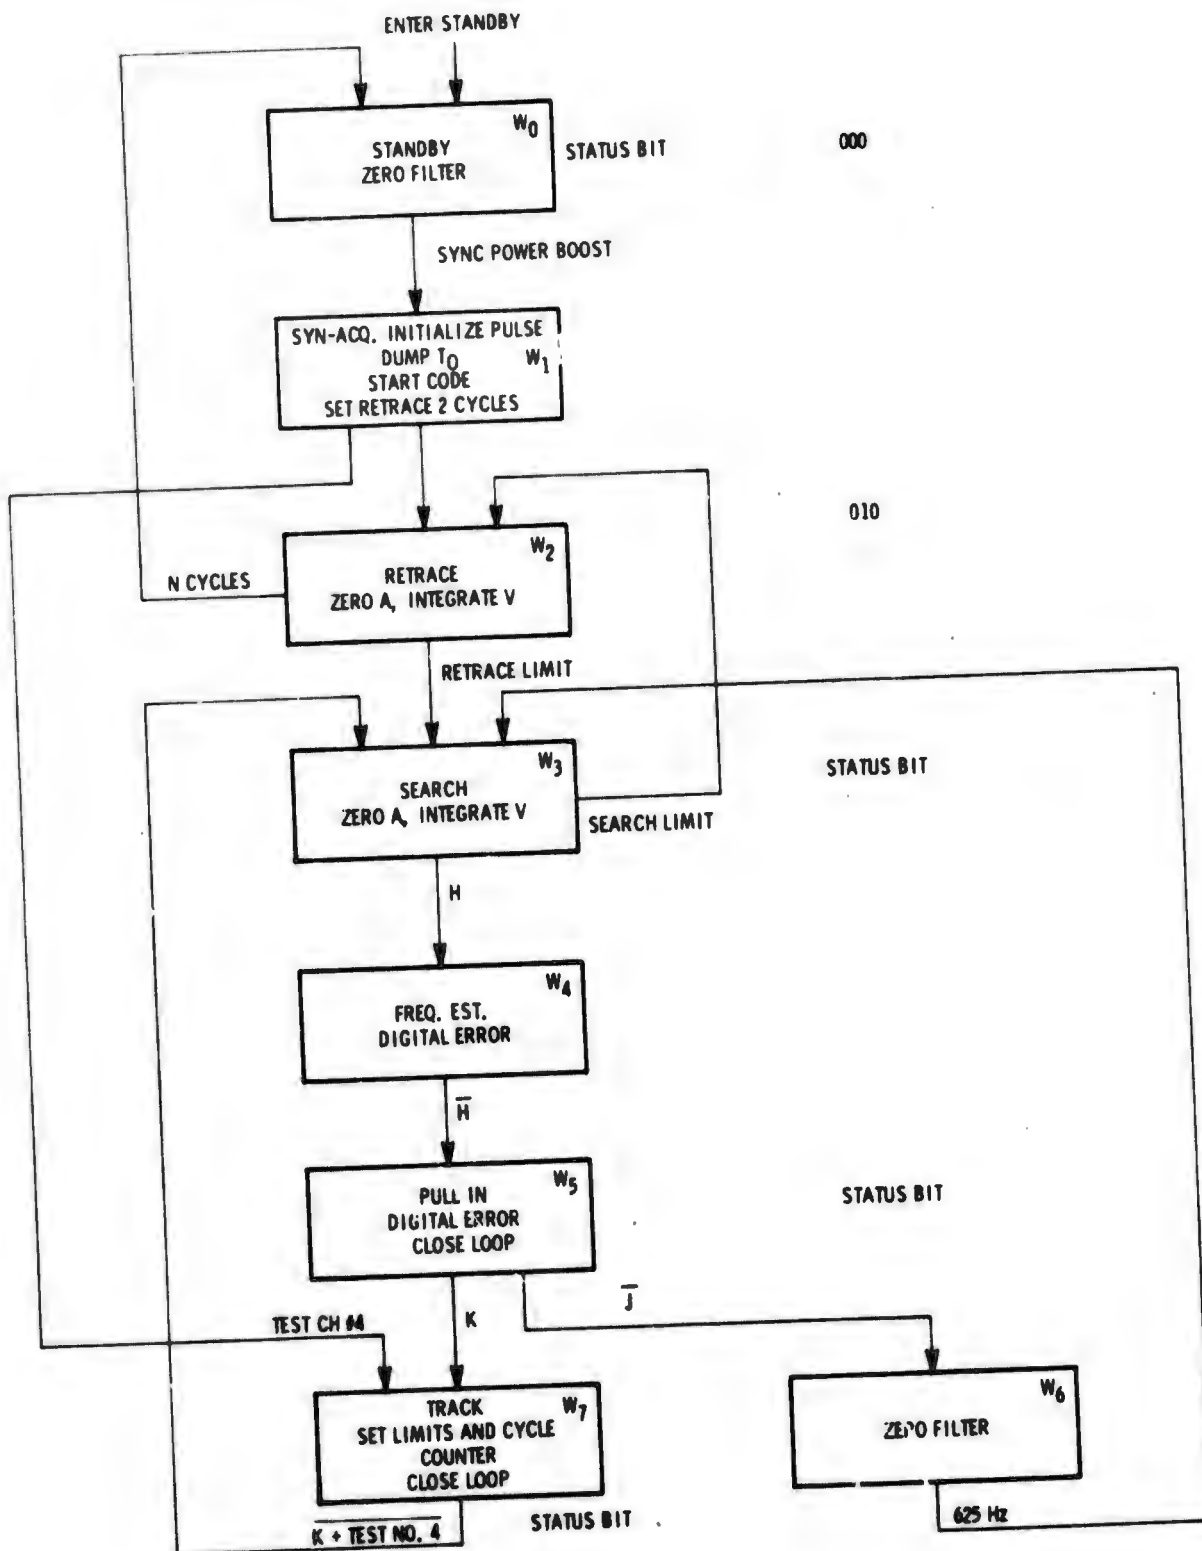 ENTER STANDBY
W0
STANDBY
ZERO FILTER
STATUS BIT
000
SYNC POWER BOOST
SYN-ACQ. INITIALIZE PULSE
DUMP TO
W1
START CODE
SET RETRACE 2 CYCLES
010
W2
RETRACE
ZERO A, INTEGRATE V
N CYCLES
RETRACE LIMIT
W3
SEARCH
ZERO A, INTEGRATE V
STATUS BIT
SEARCH LIMIT
H
W4
FREQ. EST.
DIGITAL ERROR
H̅
W5
PULL IN
DIGITAL ERROR
CLOSE LOOP
STATUS BIT
J̅
K
TEST CH #4
W7
TRACK
SET LIMITS AND CYCLE
COUNTER
CLOSE LOOP
W6
ZERO FILTER
K + TEST NO. 4
STATUS BIT
625 Hz